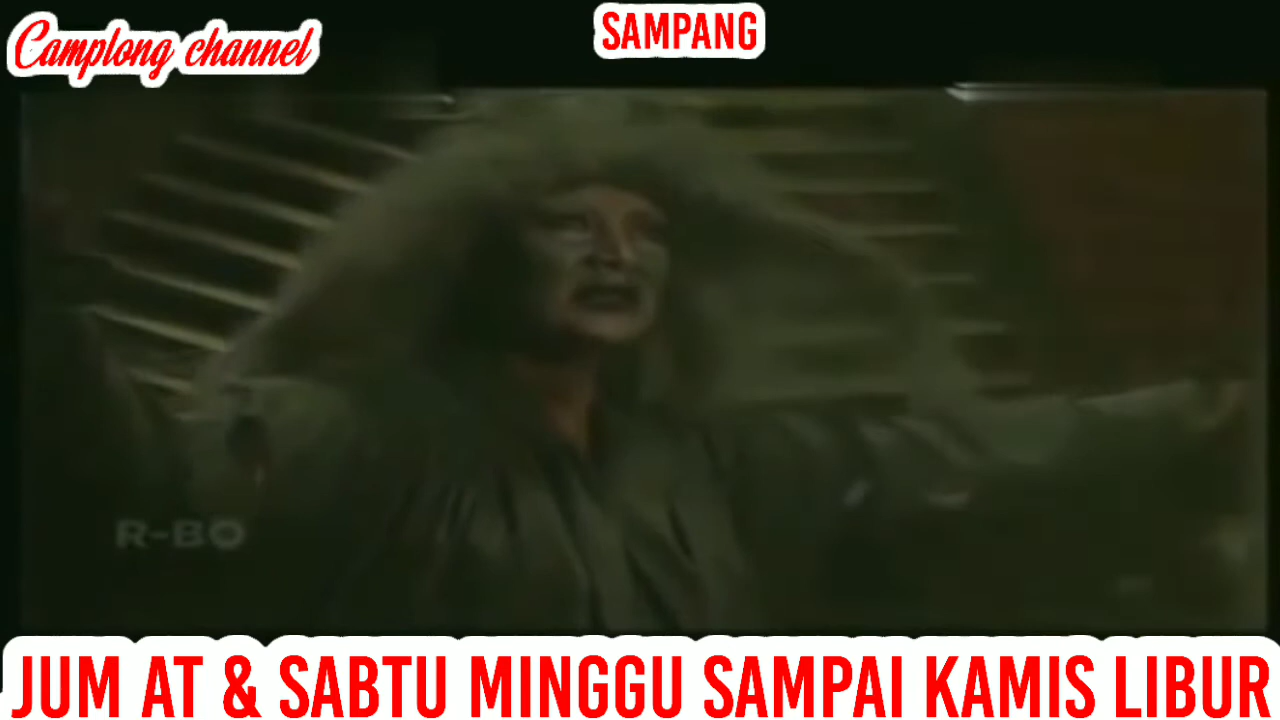 Camplong channel
SAMPANG
R-BO
JUM AT & SABTU MINGGU SAMPAI KAMIS LIBUR